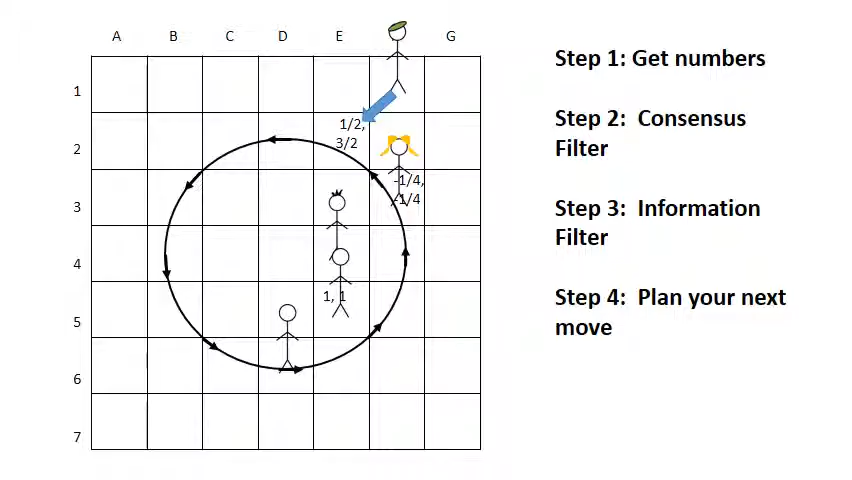 A B C D E G
1
1/2,
3/2
2
-1/4,
-1/4
3
4
1, 1
5
6
7
Step 1: Get numbers
Step 2: Consensus
Filter
Step 3: Information
Filter
Step 4: Plan your next
move